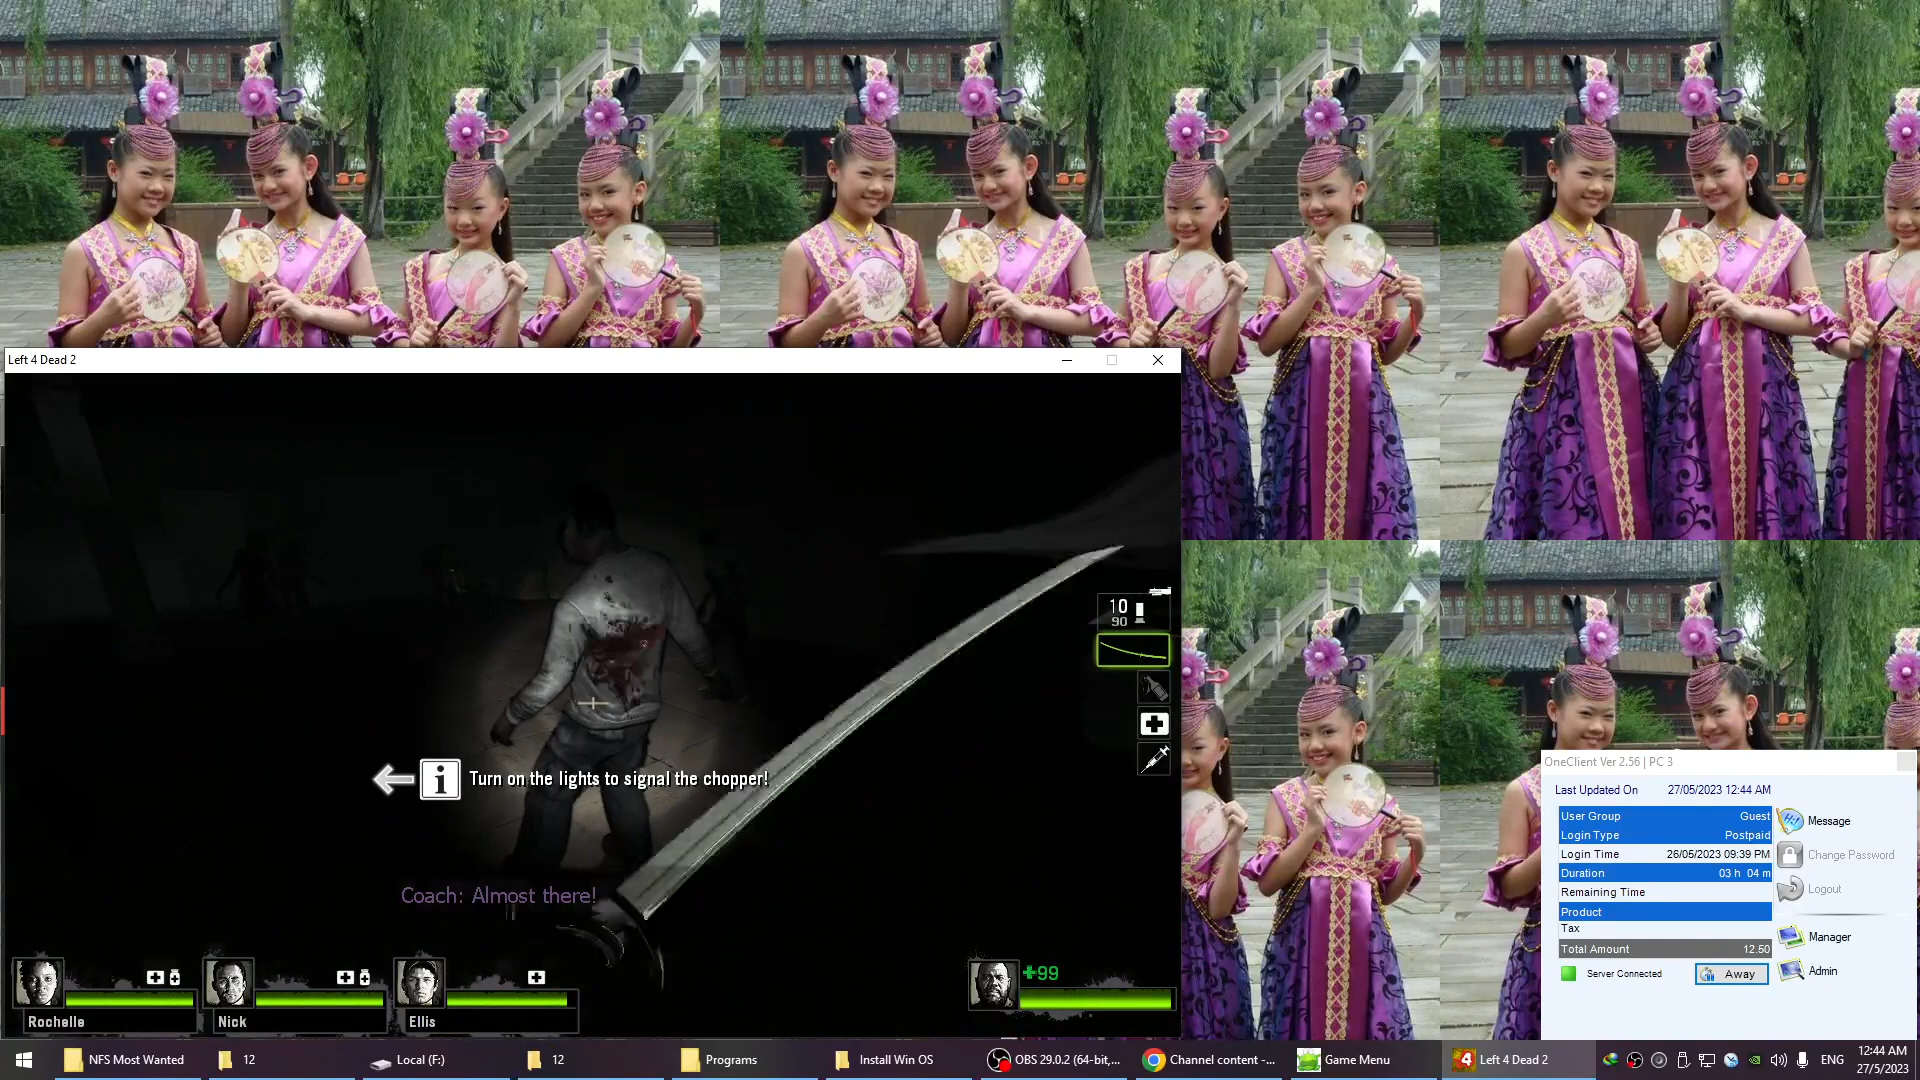 Left 4 Dead 2
10
90
Turn on the lights to signal the chopper!
Coach: Almost there!
Rochelle
Nick
Ellis
+99
OneClient Ver 2.56 | PC 3
Last Updated On 27/05/2023 12:44 AM
User Group Guest
Login Type Postpaid
Login Time 26/05/2023 09:39 PM
Duration 03 h 04 m
Remaining Time
Product
Tax
Total Amount 12.50
Server Connected
Away
Message
Change Password
Logout
Manager
Admin
NFS Most Wanted
12
Local (F:)
12
Programs
Install Win OS
OBS 29.0.2 (64-bit,...
Channel content -...
Game Menu
Left 4 Dead 2
ENG
12:44 AM
27/5/2023